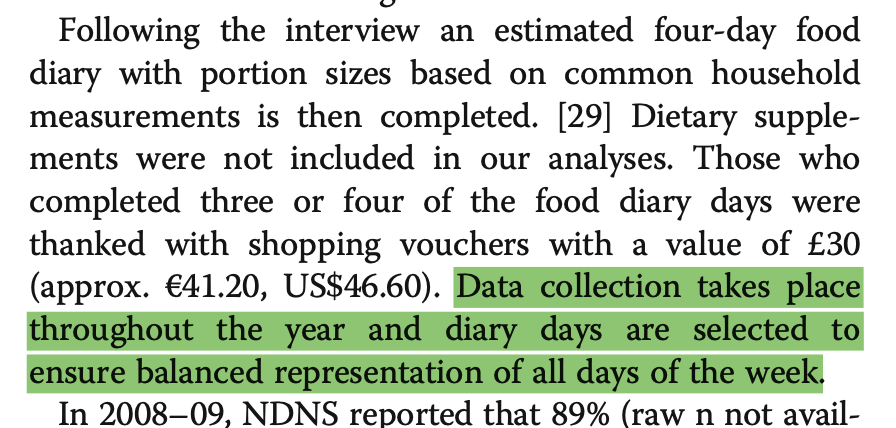 Following the interview an estimated four-day food
diary with portion sizes based on common household
measurements is then completed. [29] Dietary supple-
ments were not included in our analyses. Those who
completed three or four of the food diary days were
thanked with shopping vouchers with a value of £30
(approx. €41.20, US$46.60). Data collection takes place
throughout the year and diary days are selected to
ensure balanced representation of all days of the week.
In 2008–09, NDNS reported that 89% (raw n not avail-